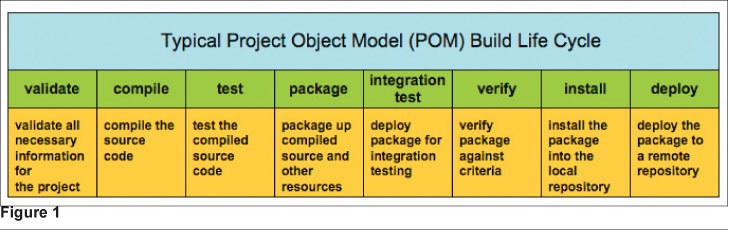 Typical Project Object Model (POM) Build Life Cycle
validate
compile
test
package
integration
test
verify
install
deploy
validate all
necessary
information
for
the project
compile the
source
code
test the
compiled
source
code
package up
compiled
source and
other
resources
deploy
package for
integration
testing
verify
package
against
criteria
install the
package
into the
local
repository
deploy the
package to
a remote
repository
Figure 1